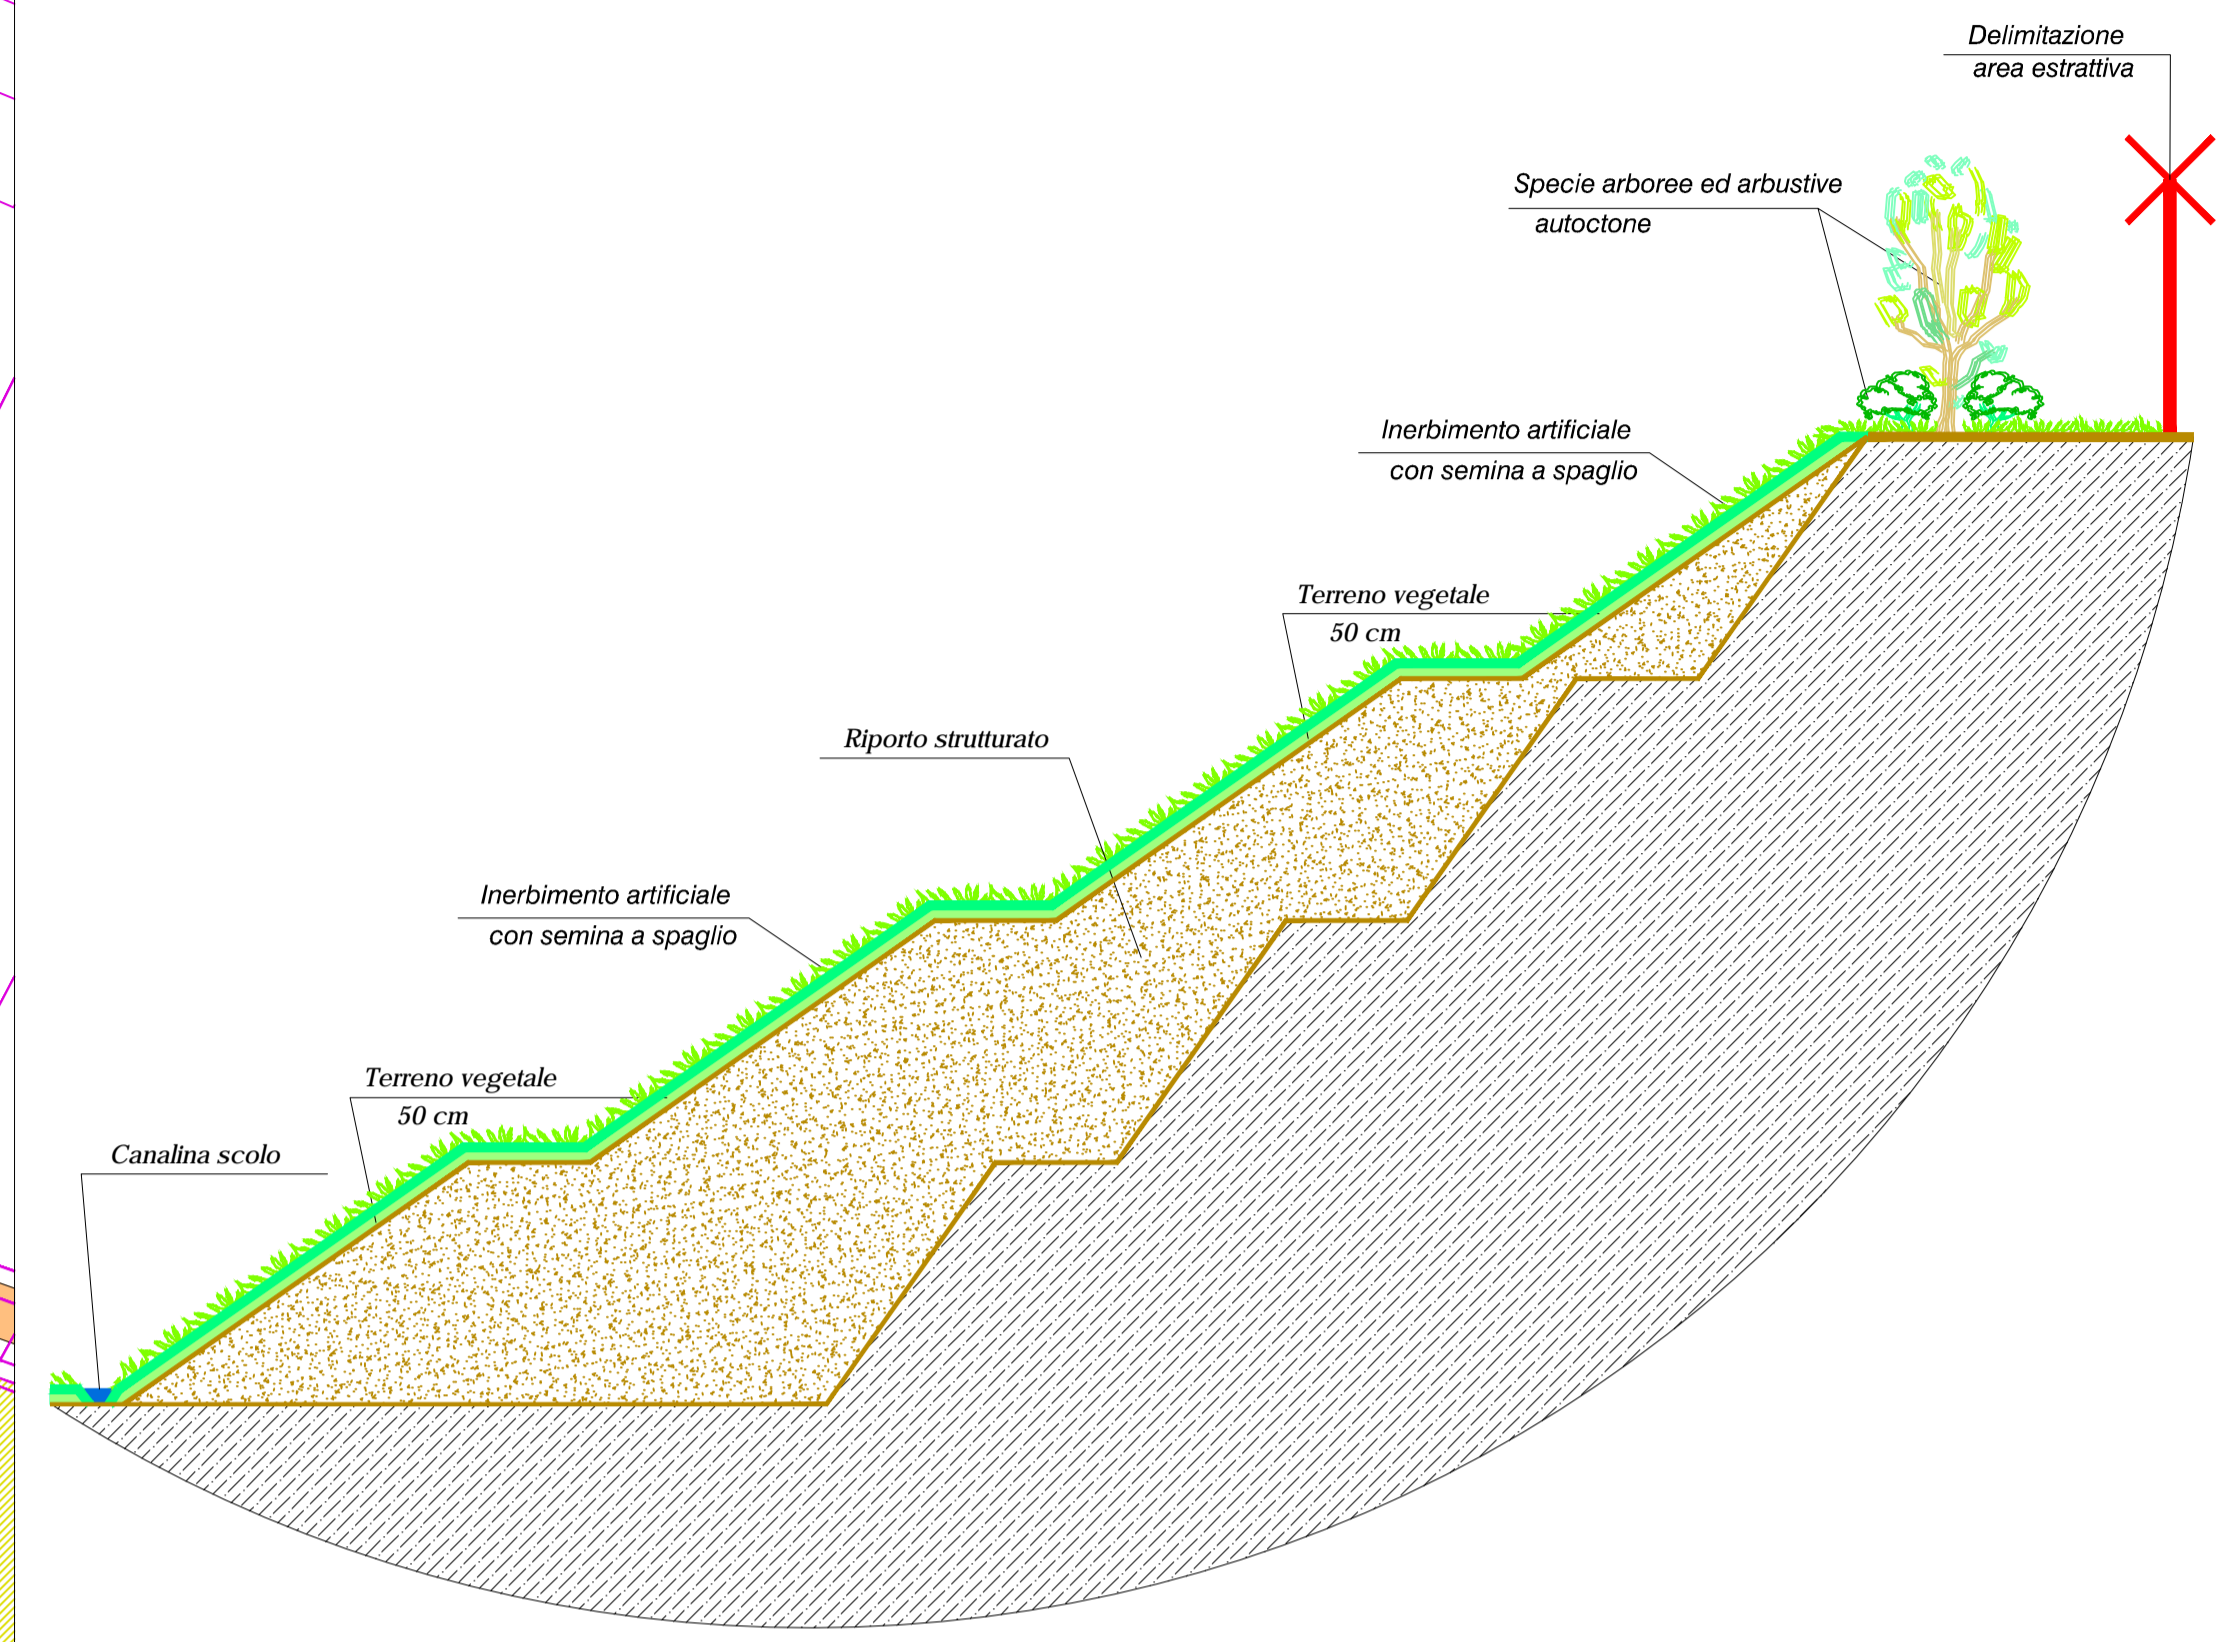 Delimitazione
area estrattiva
Specie arboree ed arbustive
autoctone
Inerbimento artificiale
con semina a spaglio
Terreno vegetale
50 cm
Riporto strutturato
Inerbimento artificiale
con semina a spaglio
Terreno vegetale
50 cm
Canalina scolo